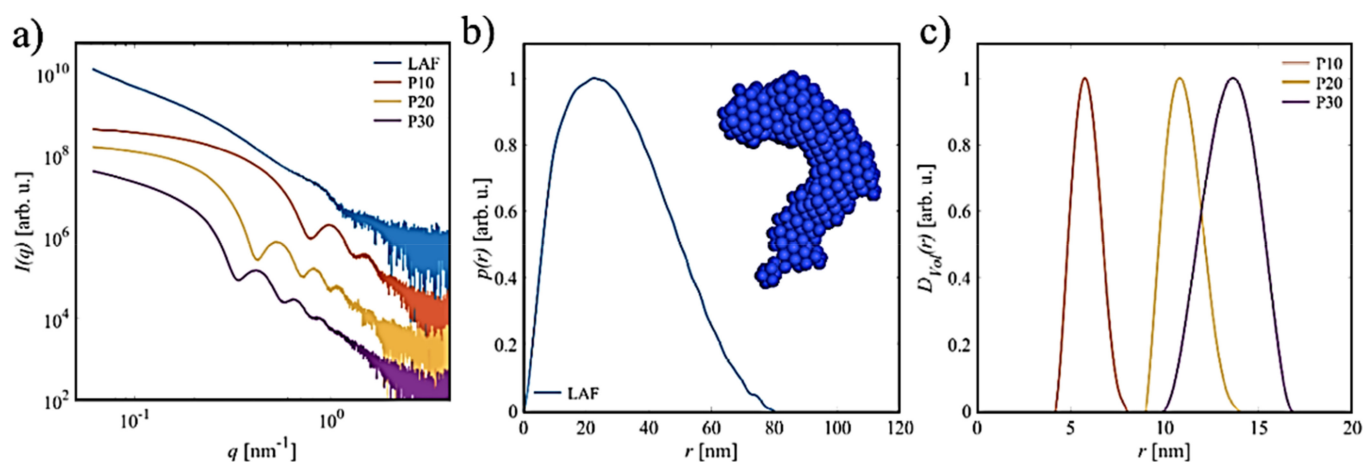 a)
I(q) [arb. u.]
10^10
10^8
10^6
10^4
10^2
LAF
P10
P20
P30
10^-1
10^0
q [nm^-1]
b)
p(r) [arb. u.]
1
0.8
0.6
0.4
0.2
0
LAF
0 20 40 60 80 100 120
r [nm]
c)
D_Vol(r) [arb. u.]
1
0.8
0.6
0.4
0.2
0
P10
P20
P30
0 5 10 15 20
r [nm]